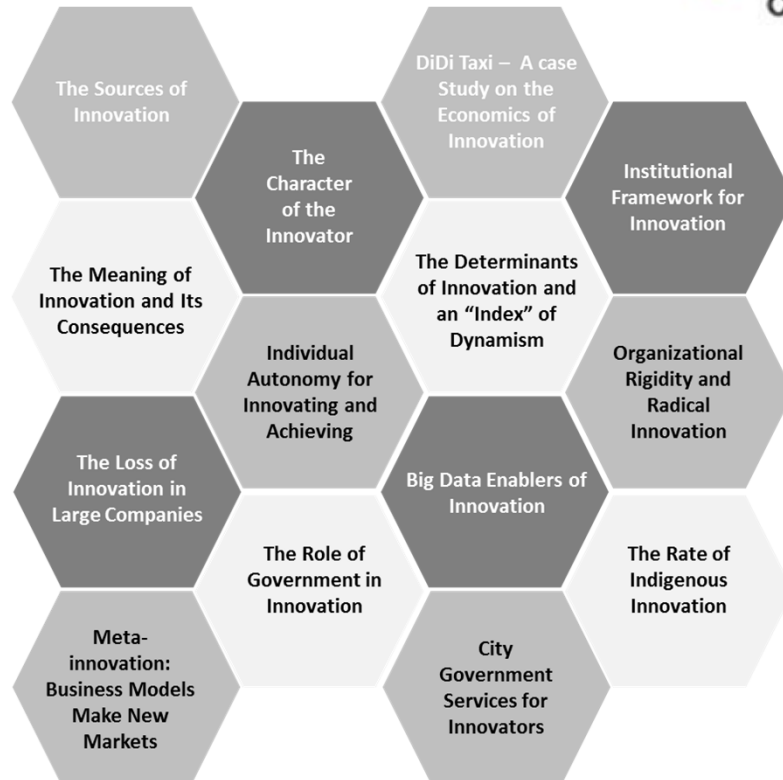 The Sources of
Innovation
DiDi Taxi – A case
Study on the
Economics of
Innovation
The
Character
of the
Innovator
Institutional
Framework for
Innovation
The Meaning of
Innovation and Its
Consequences
The Determinants
of Innovation and
an “Index” of
Dynamism
Individual
Autonomy for
Innovating and
Achieving
Organizational
Rigidity and
Radical
Innovation
The Loss of
Innovation in
Large Companies
Big Data Enablers of
Innovation
The Role of
Government in
Innovation
The Rate of
Indigenous
Innovation
Meta-
innovation:
Business Models
Make New
Markets
City
Government
Services for
Innovators